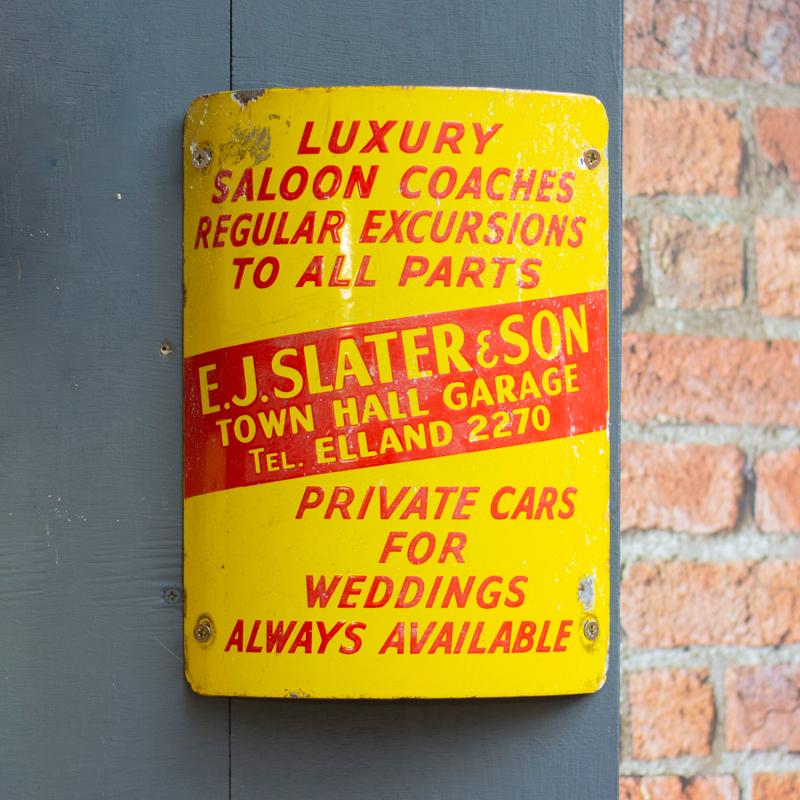 LUXURY
SALOON COACHES
REGULAR EXCURSIONS
TO ALL PARTS
E.J. SLATER & SON
TOWN HALL GARAGE
TEL. ELLAND 2270
PRIVATE CARS
FOR
WEDDINGS
ALWAYS AVAILABLE